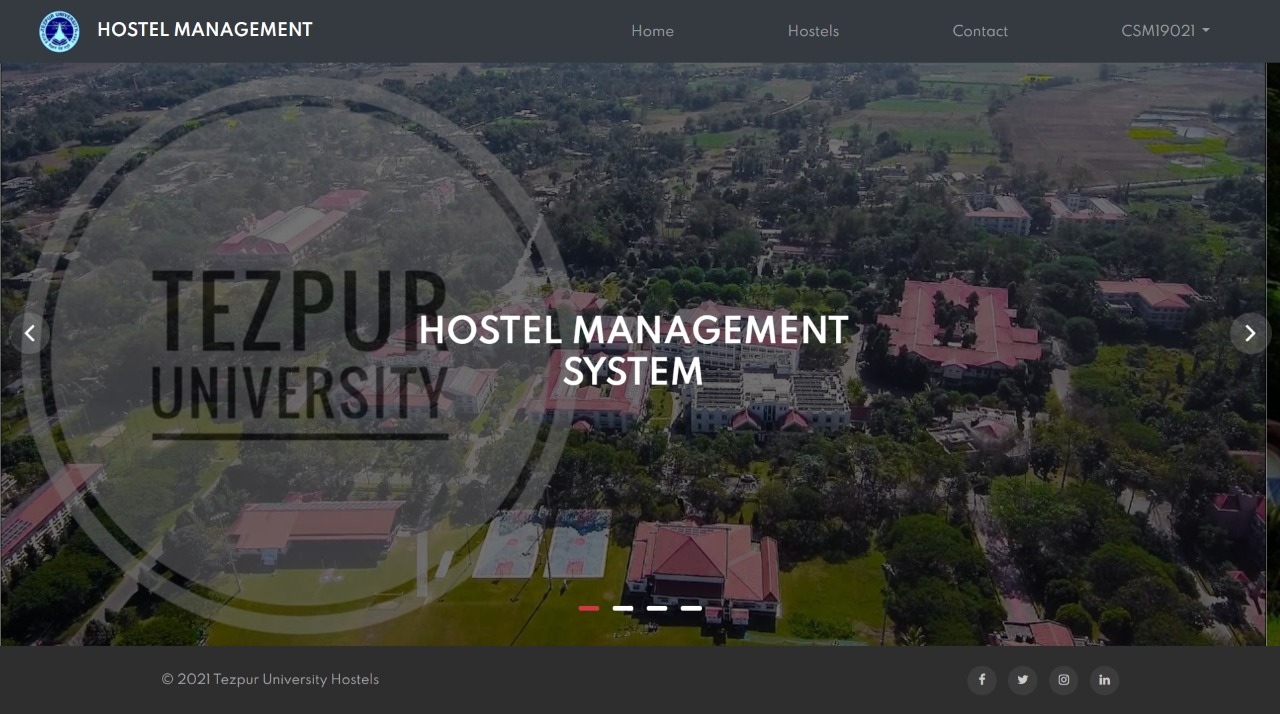 HOSTEL MANAGEMENT
Home
Hostels
Contact
CSM19021
TEZPUR
UNIVERSITY
HOSTEL MANAGEMENT
SYSTEM
© 2021 Tezpur University Hostels